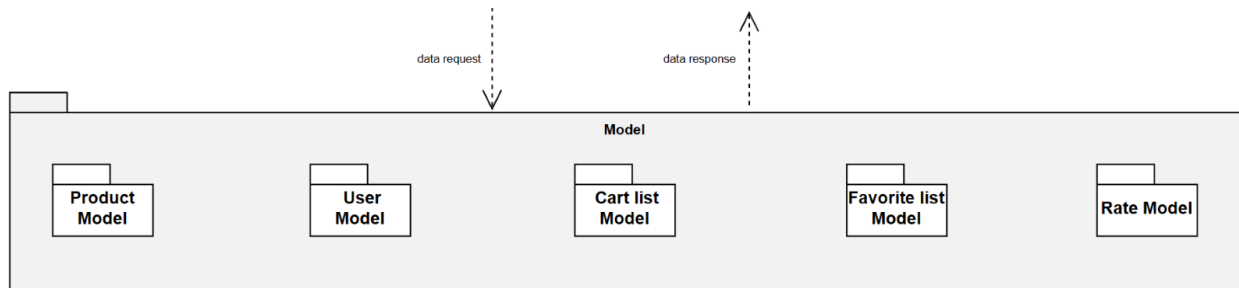 data request
data response
Model
Product
Model
User
Model
Cart list
Model
Favorite list
Model
Rate Model